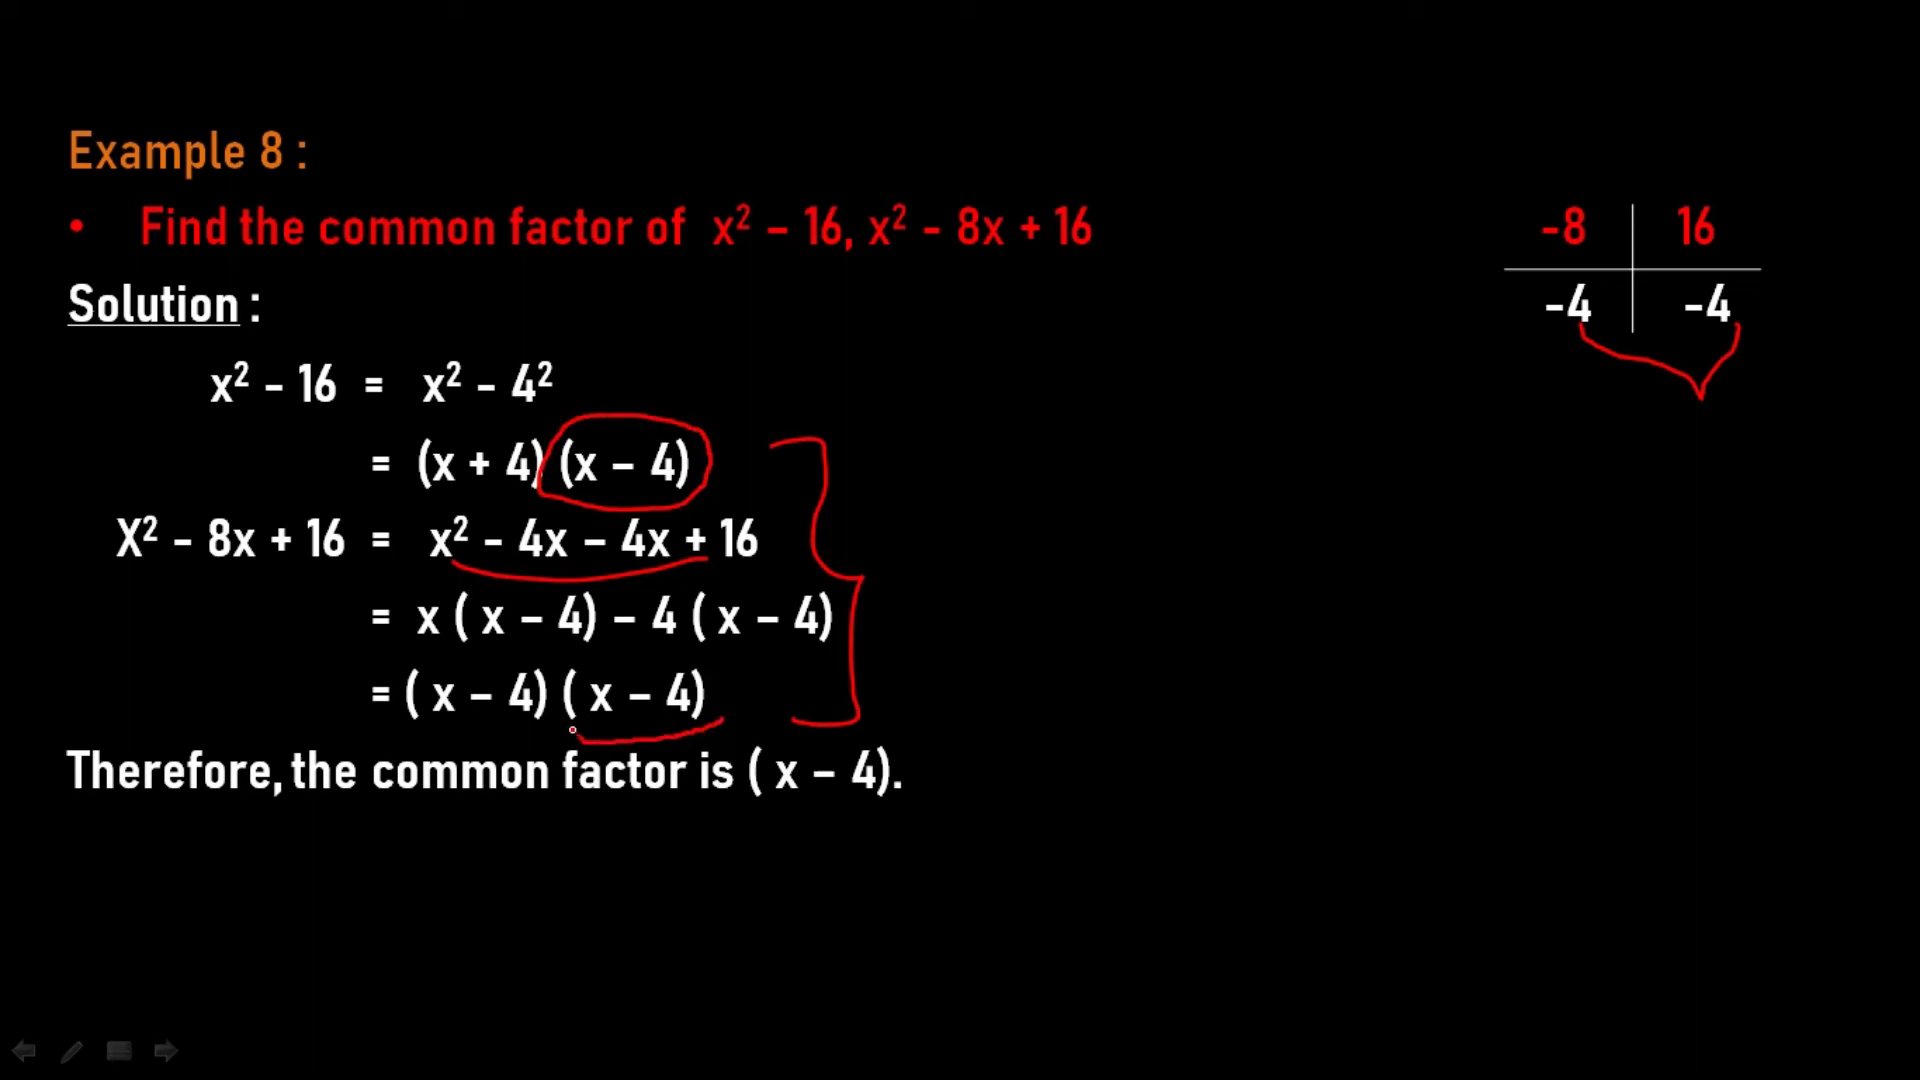 Example 8 :
• Find the common factor of x² – 16, x² - 8x + 16
Solution :
x² - 16 = x² - 4²
= (x + 4) (x – 4)
X² - 8x + 16 = x² - 4x – 4x + 16
= x ( x – 4) – 4 ( x – 4)
= ( x – 4) ( x – 4)
Therefore, the common factor is ( x – 4).
-8 16
-4 -4